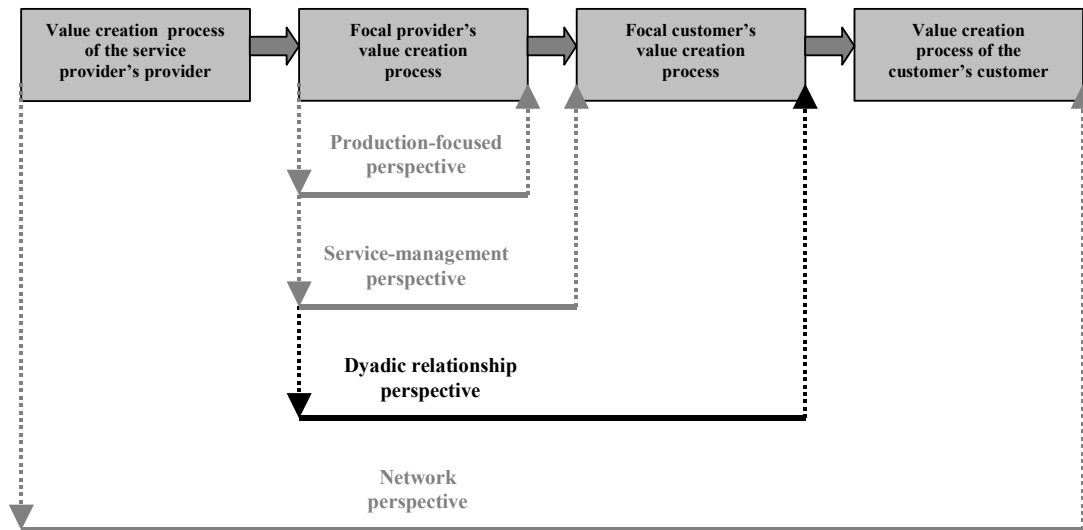 Value creation process
of the service
provider's provider
Focal provider's
value creation
process
Focal customer's
value creation
process
Value creation
process of the
customer's customer
Production-focused
perspective
Service-management
perspective
Dyadic relationship
perspective
Network
perspective